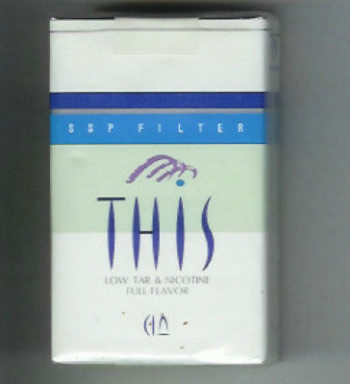 SSP FILTER
THIS
LOW TAR & NICOTINE
FULL FLAVOR